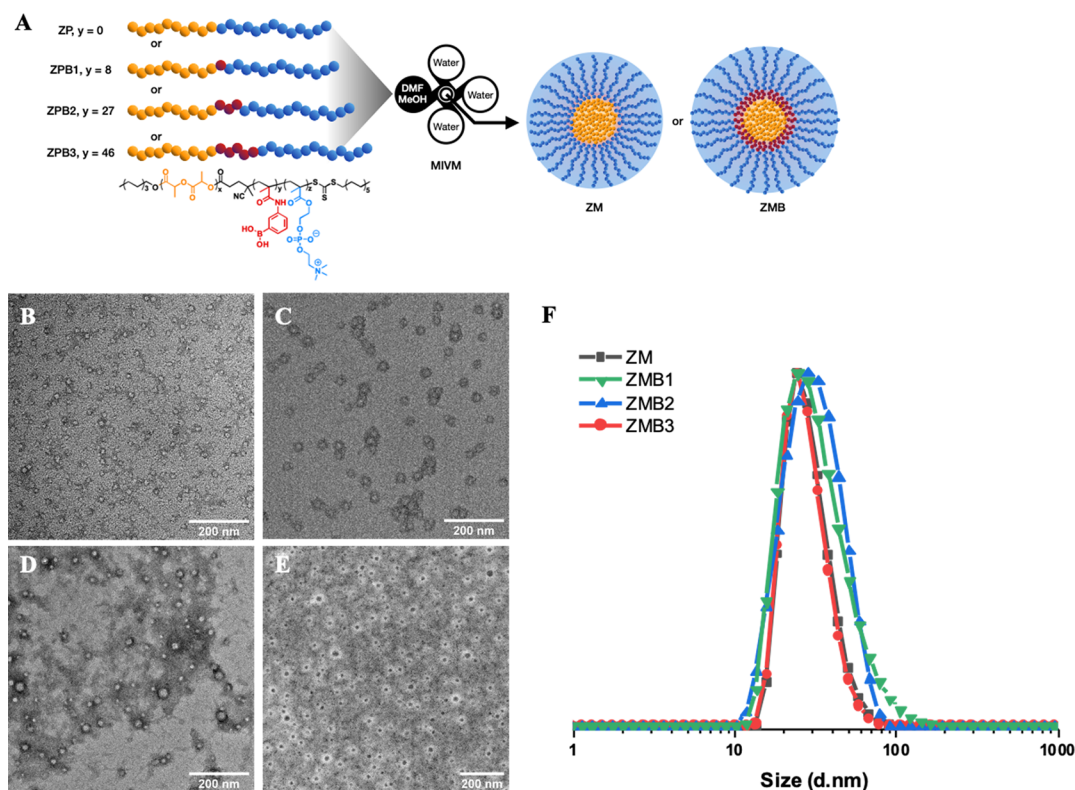 A
ZP, y = 0
or
ZPB1, y = 8
or
ZPB2, y = 27
or
ZPB3, y = 46
DMF
MeOH
Water
Water
Water
MIVM
ZM
or
ZMB
3
O
O
O
O
O
x
NC
y
O
NH
HO
B
OH
z
O
O
O
O
P
O
⊖
O
N
⊕
S
S
S
5
B
200 nm
C
200 nm
D
200 nm
E
200 nm
F
ZM
ZMB1
ZMB2
ZMB3
1
10
100
1000
Size (d.nm)